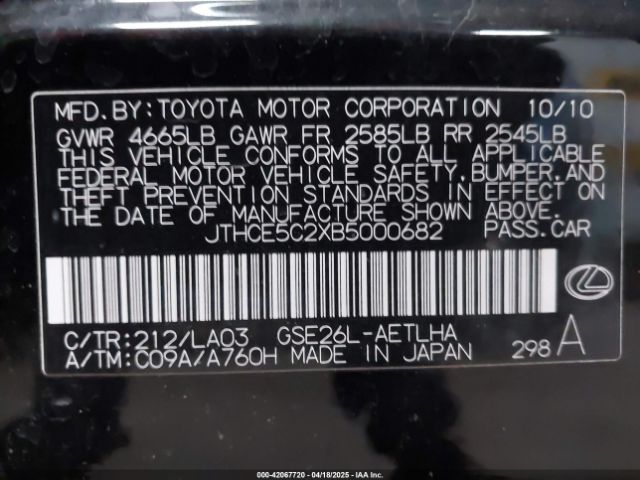 MFD.BY:TOYOTA MOTOR CORPORATION 10/10
GVWR 4665LB GAWR FR 2585LB RR 2545LB
THIS VEHICLE CONFORMS TO ALL APPLICABLE
FEDERAL MOTOR VEHICLE SAFETY,BUMPER,AND
THEFT PREVENTION STANDARDS IN EFFECT ON
THE DATE OF MANUFACTURE SHOWN ABOVE.
JTHCE5C2XB5000682 PASS.CAR
C/TR:212/LA03 GSE26L-AETLHA
A/TM:C09A/A760H MADE IN JAPAN 298 A
000-42067720 - 04/18/2025 - IAA Inc.